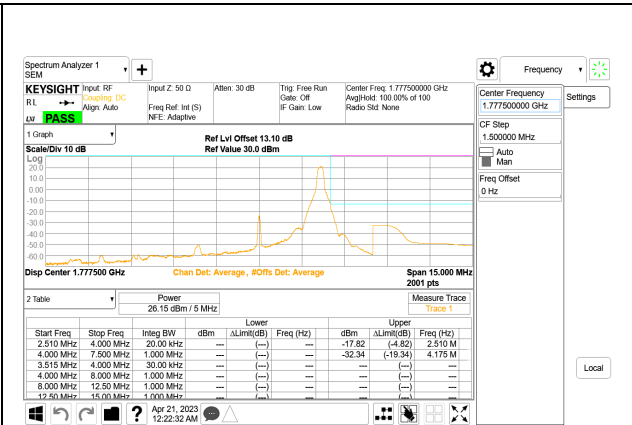 Spectrum Analyzer 1
SEM
Frequency
KEYSIGHT Input: RF Input Z: 50 Ω Atten: 30 dB Trig: Free Run Center Freq: 1.777500000 GHz
Coupling: DC Gate: Off Avg|Hold: 100.00% of 100
R L Align: Auto Freq Ref: Int (S) IF Gain: Low Radio Std: None
LXI PASS NFE: Adaptive
Center Frequency
1.777500000 GHz
Settings
CF Step
1.500000 MHz
Auto
Man
Freq Offset
0 Hz
1 Graph
Ref Lvl Offset 13.10 dB
Scale/Div 10 dB Ref Value 30.0 dBm
Log
20.0
10.0
0.00
-10.0
-20.0
-30.0
-40.0
-50.0
-60.0
Disp Center 1.777500 GHz Chan Det: Average , #Offs Det: Average Span 15.000 MHz
2001 pts
2 Table Power Measure Trace
26.15 dBm / 5 MHz Trace 1
Lower Upper
Start Freq Stop Freq Integ BW dBm ΔLimit(dB) Freq (Hz) dBm ΔLimit(dB) Freq (Hz)
2.510 MHz 4.000 MHz 20.00 kHz --- (---) --- -17.82 (-4.82) 2.510 M
4.000 MHz 7.500 MHz 1.000 MHz --- (---) --- -32.34 (-19.34) 4.175 M
3.515 MHz 4.000 MHz 30.00 kHz --- (---) --- --- (---) ---
4.000 MHz 8.000 MHz 1.000 MHz --- (---) --- --- (---) ---
8.000 MHz 12.50 MHz 1.000 MHz --- (---) --- --- (---) ---
12.50 MHz 15.00 MHz 1.000 MHz --- (---) --- --- (---) ---
Local
? Apr 21, 2023
12:22:32 AM